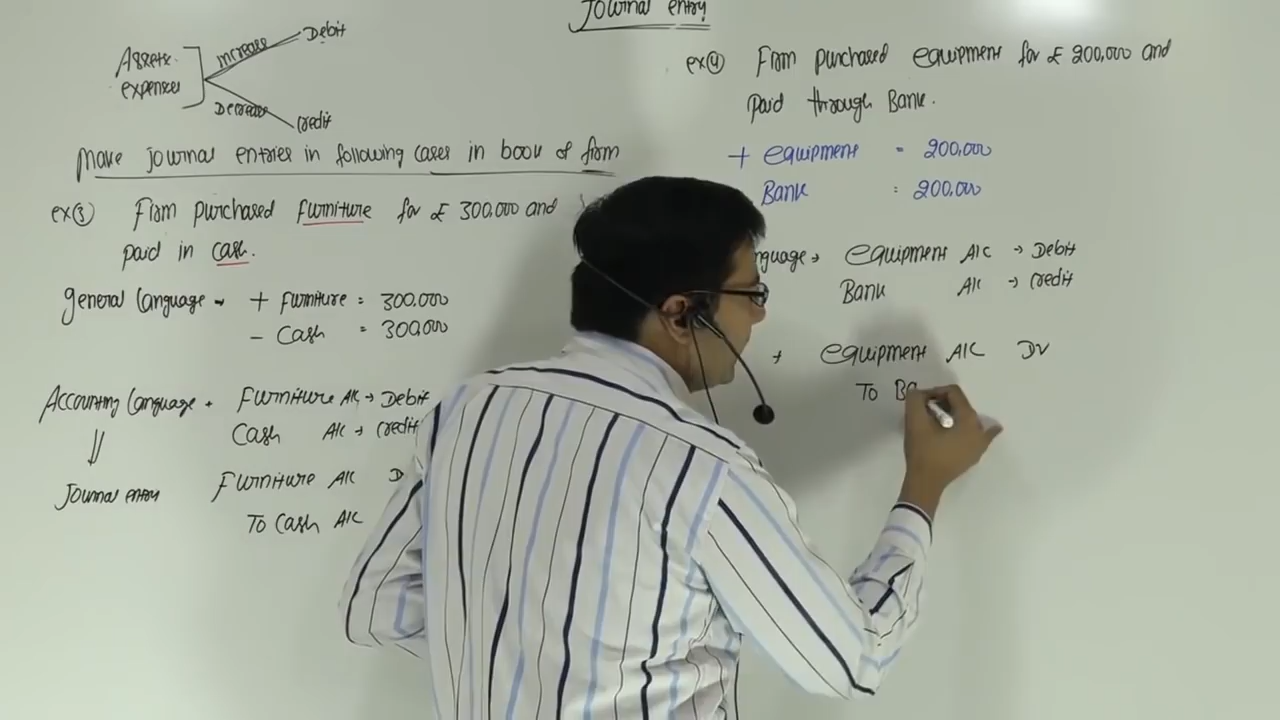 Journal entry
Assets
expenses
increase
Debit
Decrease
credit
Make journal entries in following cases in book of firm
ex③ Firm purchased furniture for £ 300,000 and
paid in cash.
General language → + furniture = 300,000
- Cash = 300,000
Accounting language → Furniture A/C → Debit
Cash A/C → credit
Journal entry
Furniture A/C D
To Cash A/C
ex④ Firm purchased equipment for £ 200,000 and
paid through Bank.
+ equipment = 200,000
Bank = 200,000
nguage → equipment A/C → Debit
Bank A/C → credit
→ equipment A/C Dr
To Ba